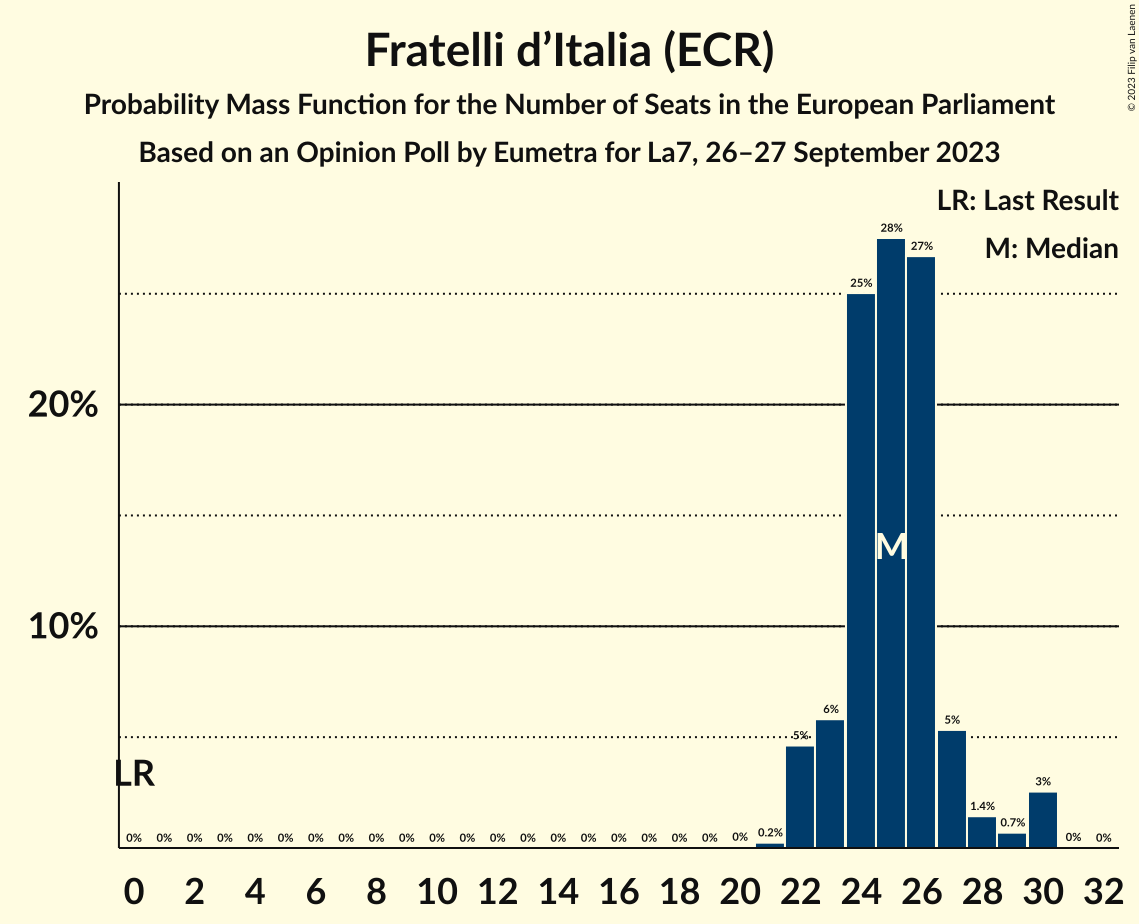 Fratelli d’Italia (ECR)
Probability Mass Function for the Number of Seats in the European Parliament
Based on an Opinion Poll by Eumetra for La7, 26–27 September 2023
© 2023 Filip van Laenen
LR: Last Result
M: Median
28%
27%
25%
20%
M
10%
6%
5%
5%
LR
3%
1.4%
0.7%
0.2%
0% 0% 0% 0% 0% 0% 0% 0% 0% 0% 0% 0% 0% 0% 0% 0% 0% 0% 0% 0% 0% 0% 0%
0 2 4 6 8 10 12 14 16 18 20 22 24 26 28 30 32